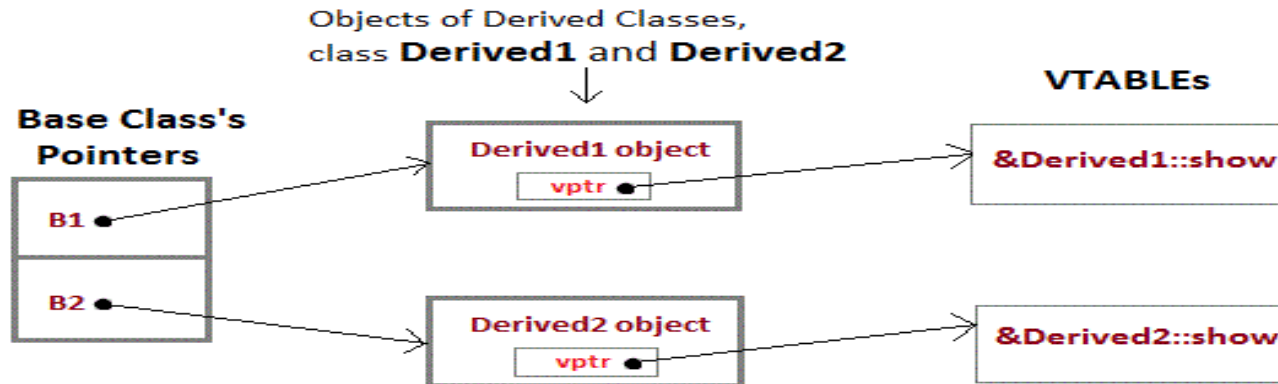 Objects of Derived Classes,
class Derived1 and Derived2
VTABLEs
Base Class's
Pointers
Derived1 object
vptr
&Derived1::show
B1
B2
Derived2 object
vptr
&Derived2::show